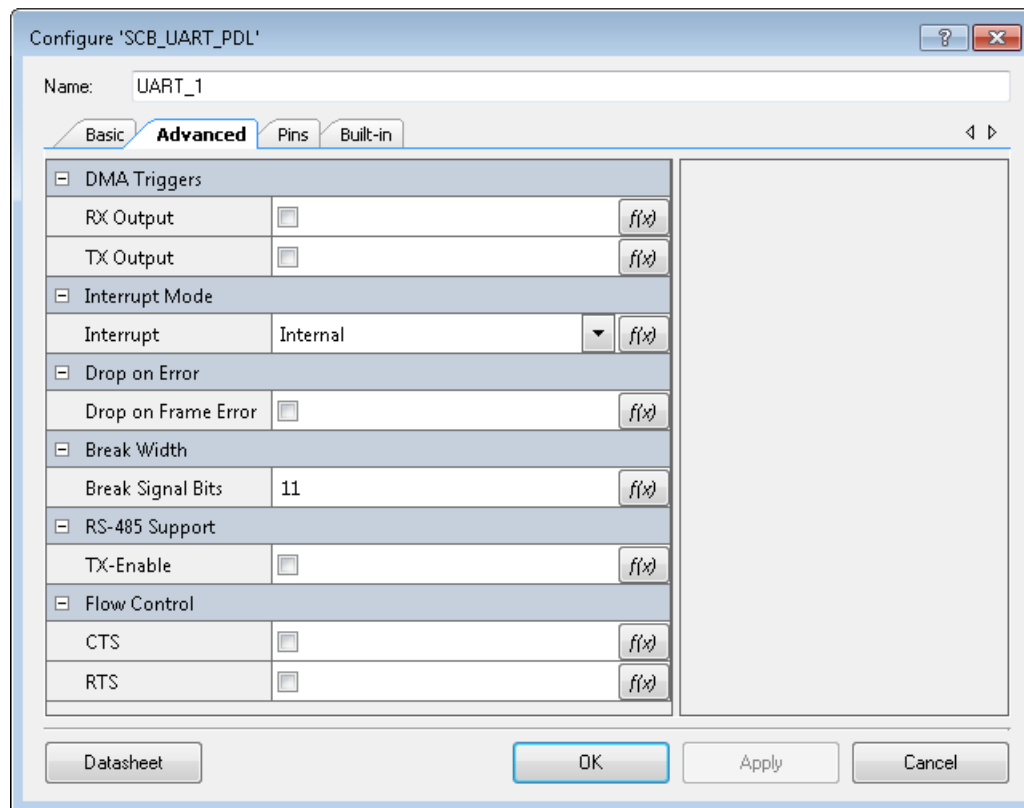 Configure 'SCB_UART_PDL'
?
Name: UART_1
Basic Advanced Pins Built-in
DMA Triggers
RX Output f(x)
TX Output f(x)
Interrupt Mode
Interrupt Internal f(x)
Drop on Error
Drop on Frame Error f(x)
Break Width
Break Signal Bits 11 f(x)
RS-485 Support
TX-Enable f(x)
Flow Control
CTS f(x)
RTS f(x)
Datasheet OK Apply Cancel